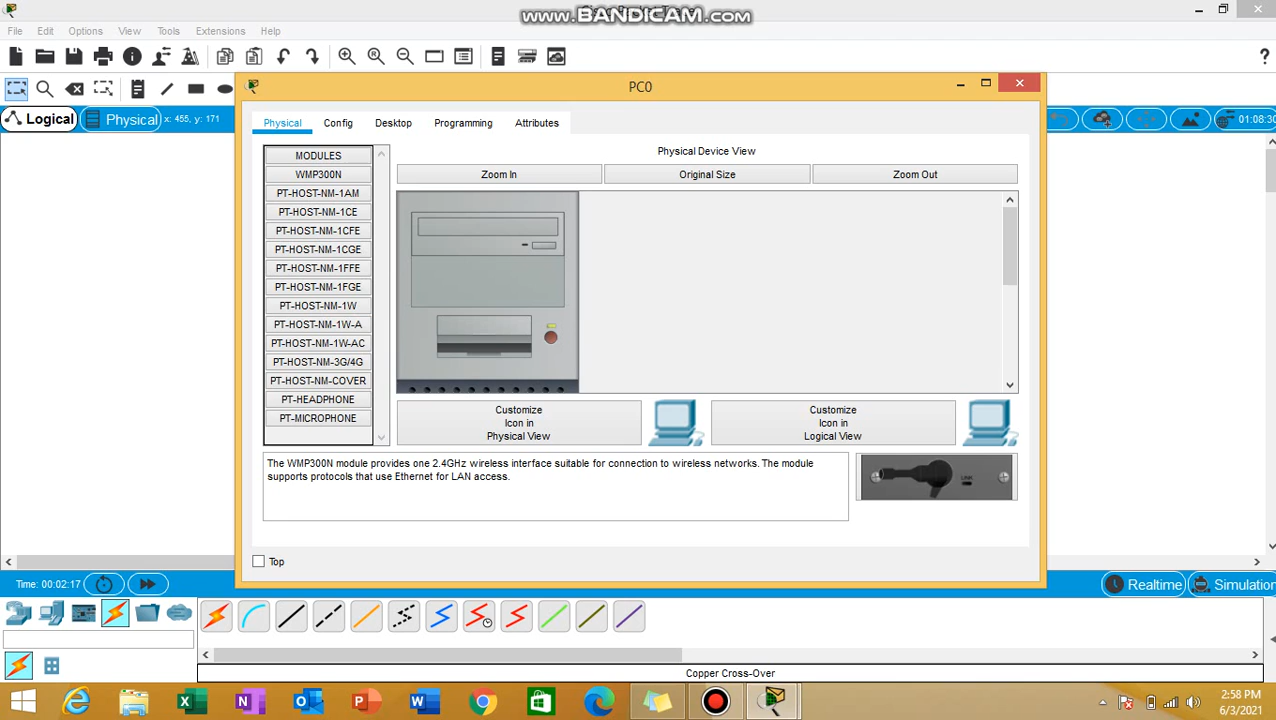 www.BANDICAM.com
File Edit Options View Tools Extensions Help
PC0
Logical Physical x: 455, y: 171
01:08:30
Physical Config Desktop Programming Attributes
MODULES
WMP300N
PT-HOST-NM-1AM
PT-HOST-NM-1CE
PT-HOST-NM-1CFE
PT-HOST-NM-1CGE
PT-HOST-NM-1FFE
PT-HOST-NM-1FGE
PT-HOST-NM-1W
PT-HOST-NM-1W-A
PT-HOST-NM-1W-AC
PT-HOST-NM-3G/4G
PT-HOST-NM-COVER
PT-HEADPHONE
PT-MICROPHONE
Physical Device View
Zoom In Original Size Zoom Out
Customize
Icon in
Physical View
Customize
Icon in
Logical View
The WMP300N module provides one 2.4GHz wireless interface suitable for connection to wireless networks. The module
supports protocols that use Ethernet for LAN access.
LINK
Top
Time: 00:02:17
Realtime Simulation
Copper Cross-Over
2:58 PM
6/3/2021